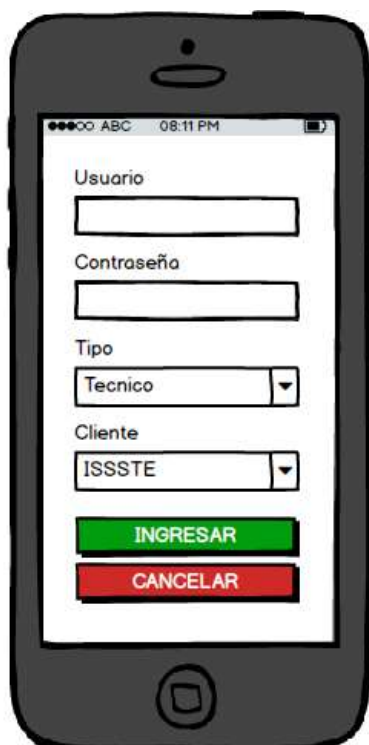 ABC 08:11 PM
Usuario
Contraseña
Tipo
Tecnico
Cliente
ISSSTE
INGRESAR
CANCELAR